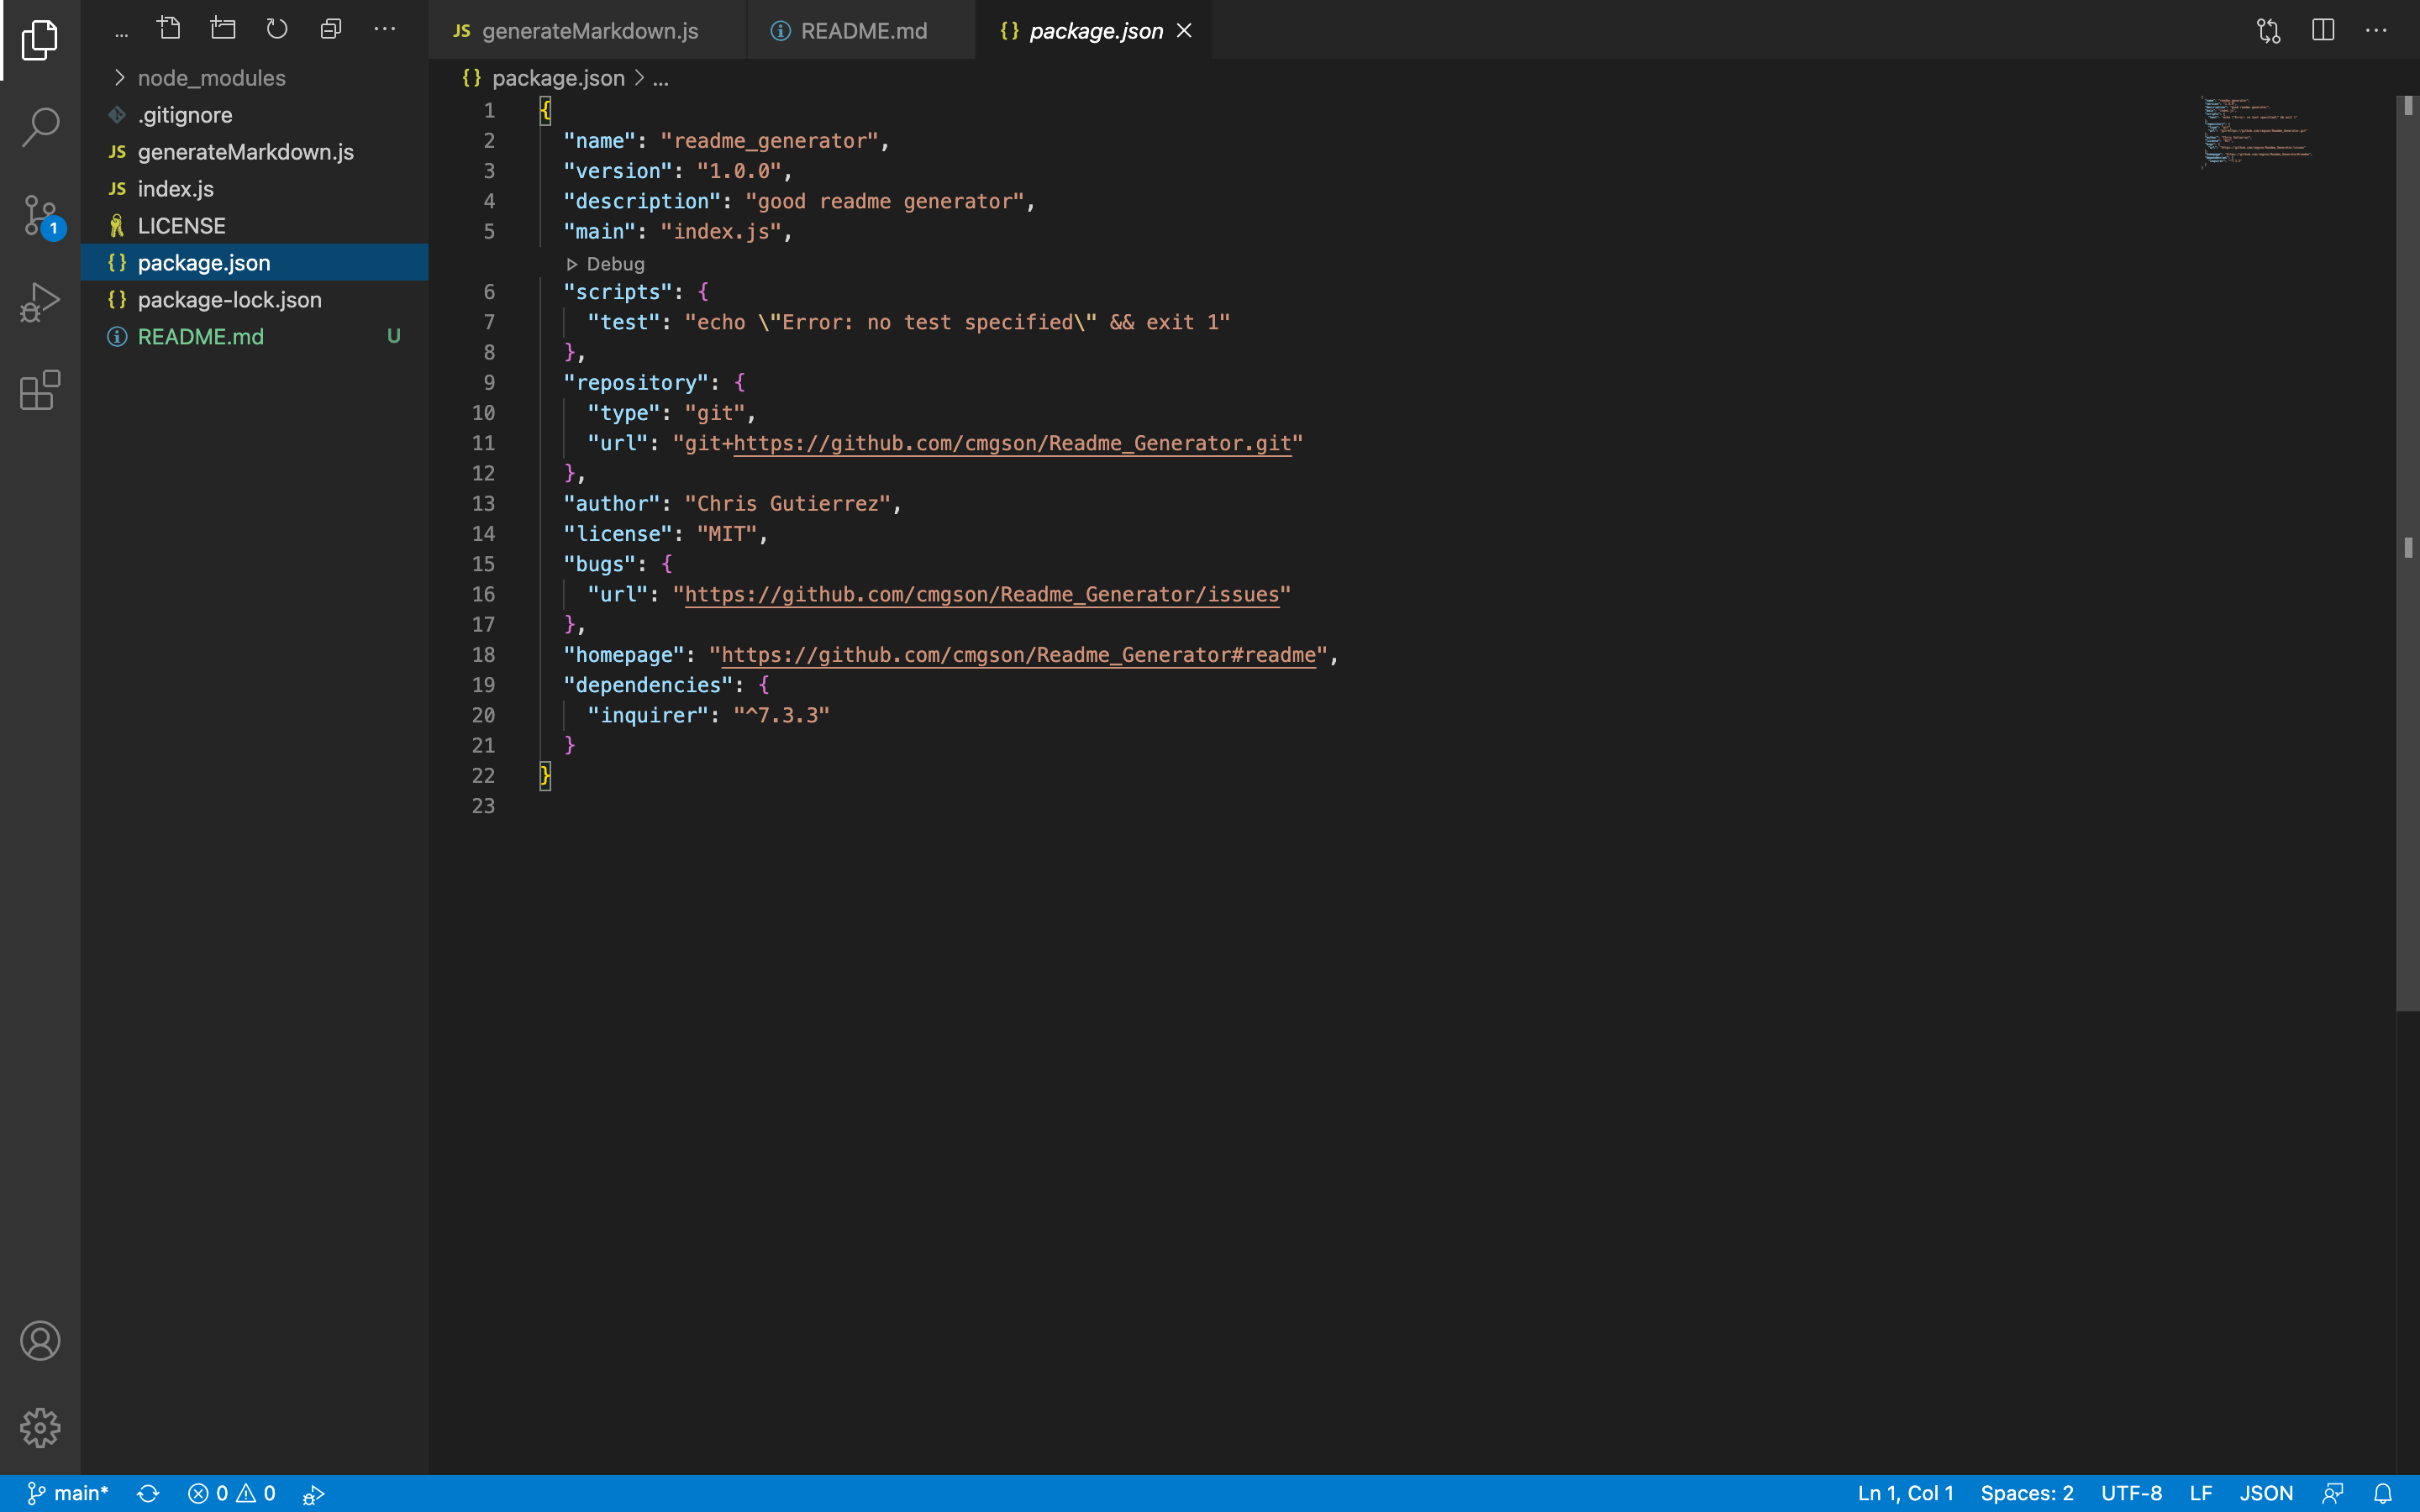 ...
node_modules
.gitignore
JS generateMarkdown.js
JS index.js
LICENSE
{} package.json
{} package-lock.json
README.md U
1
JS generateMarkdown.js
README.md
{} package.json
{} package.json > ...
1 {
2 "name": "readme_generator",
3 "version": "1.0.0",
4 "description": "good readme generator",
5 "main": "index.js",
Debug
6 "scripts": {
7 "test": "echo \"Error: no test specified\" && exit 1"
8 },
9 "repository": {
10 "type": "git",
11 "url": "git+https://github.com/cmgson/Readme_Generator.git"
12 },
13 "author": "Chris Gutierrez",
14 "license": "MIT",
15 "bugs": {
16 "url": "https://github.com/cmgson/Readme_Generator/issues"
17 },
18 "homepage": "https://github.com/cmgson/Readme_Generator#readme",
19 "dependencies": {
20 "inquirer": "^7.3.3"
21 }
22 }
23
main* 0 0 Ln 1, Col 1 Spaces: 2 UTF-8 LF JSON